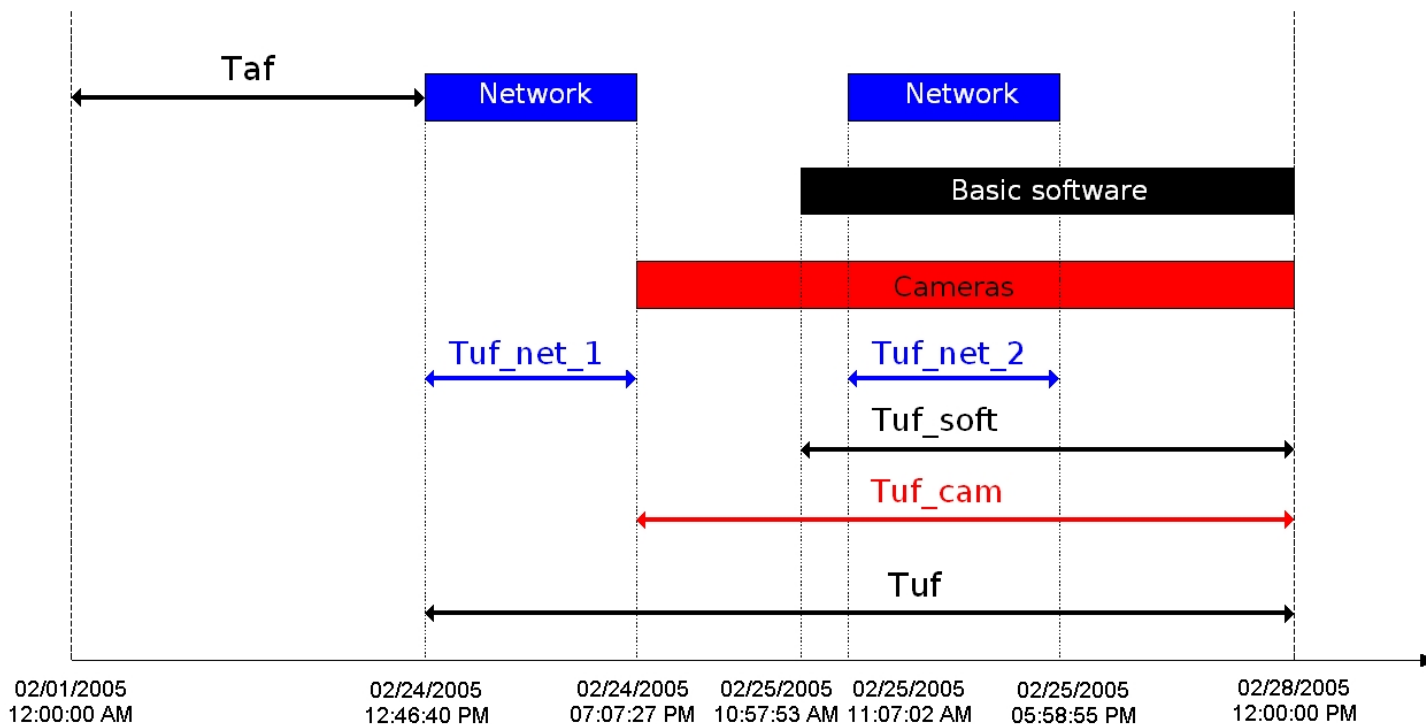 Taf
Network
Network
Basic software
Cameras
Tuf_net_1
Tuf_net_2
Tuf_soft
Tuf_cam
Tuf
02/01/2005
12:00:00 AM
02/24/2005
12:46:40 PM
02/24/2005
07:07:27 PM
02/25/2005
10:57:53 AM
02/25/2005
11:07:02 AM
02/25/2005
05:58:55 PM
02/28/2005
12:00:00 PM